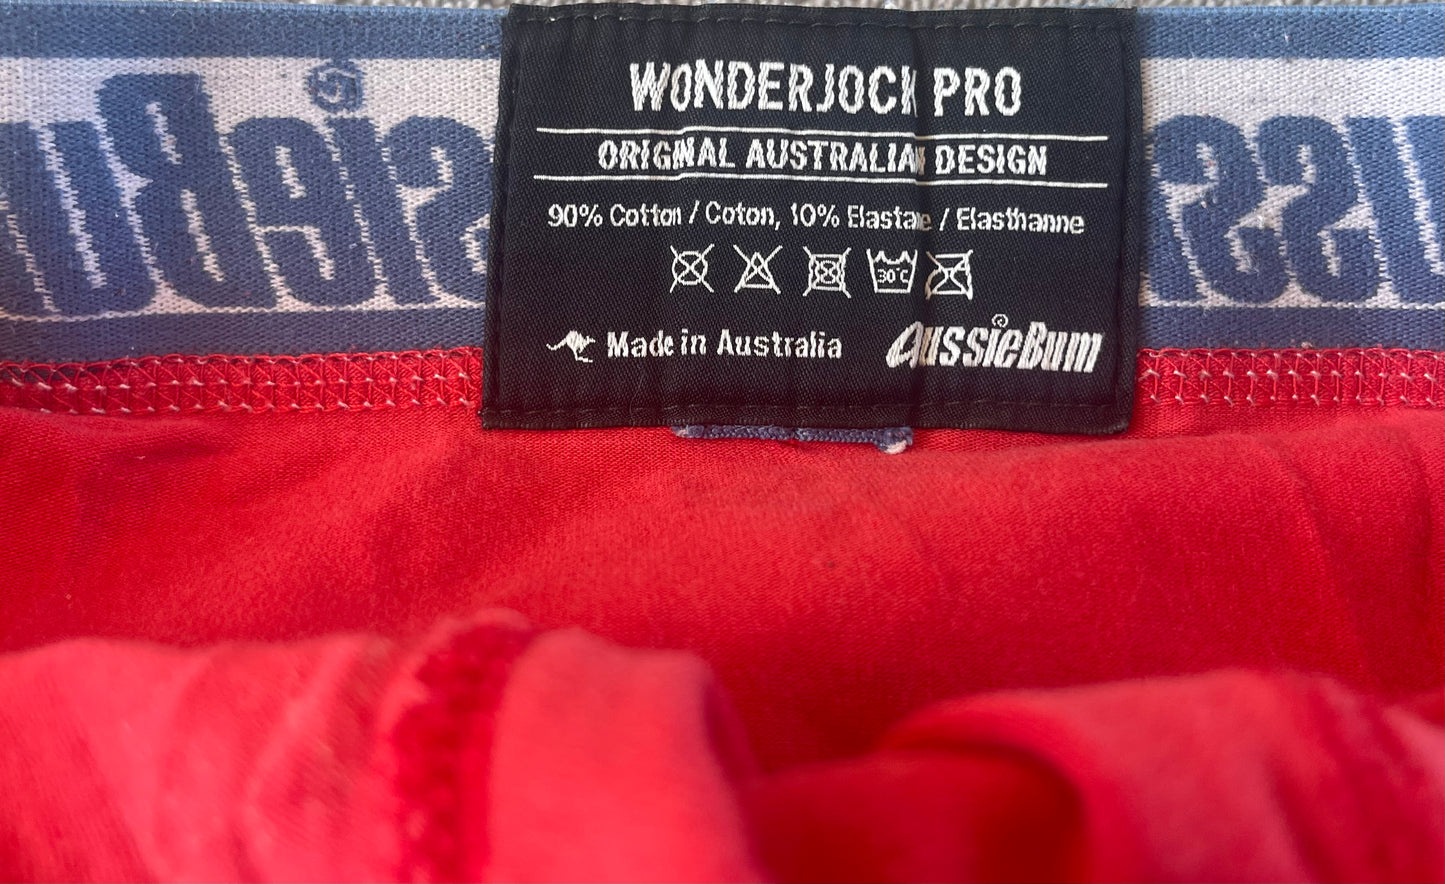 WONDERJOCK PRO
ORIGINAL AUSTRALIAN DESIGN
90% Cotton / Coton, 10% Elastane / Elasthanne
30°C
Made in Australia
AussieBum